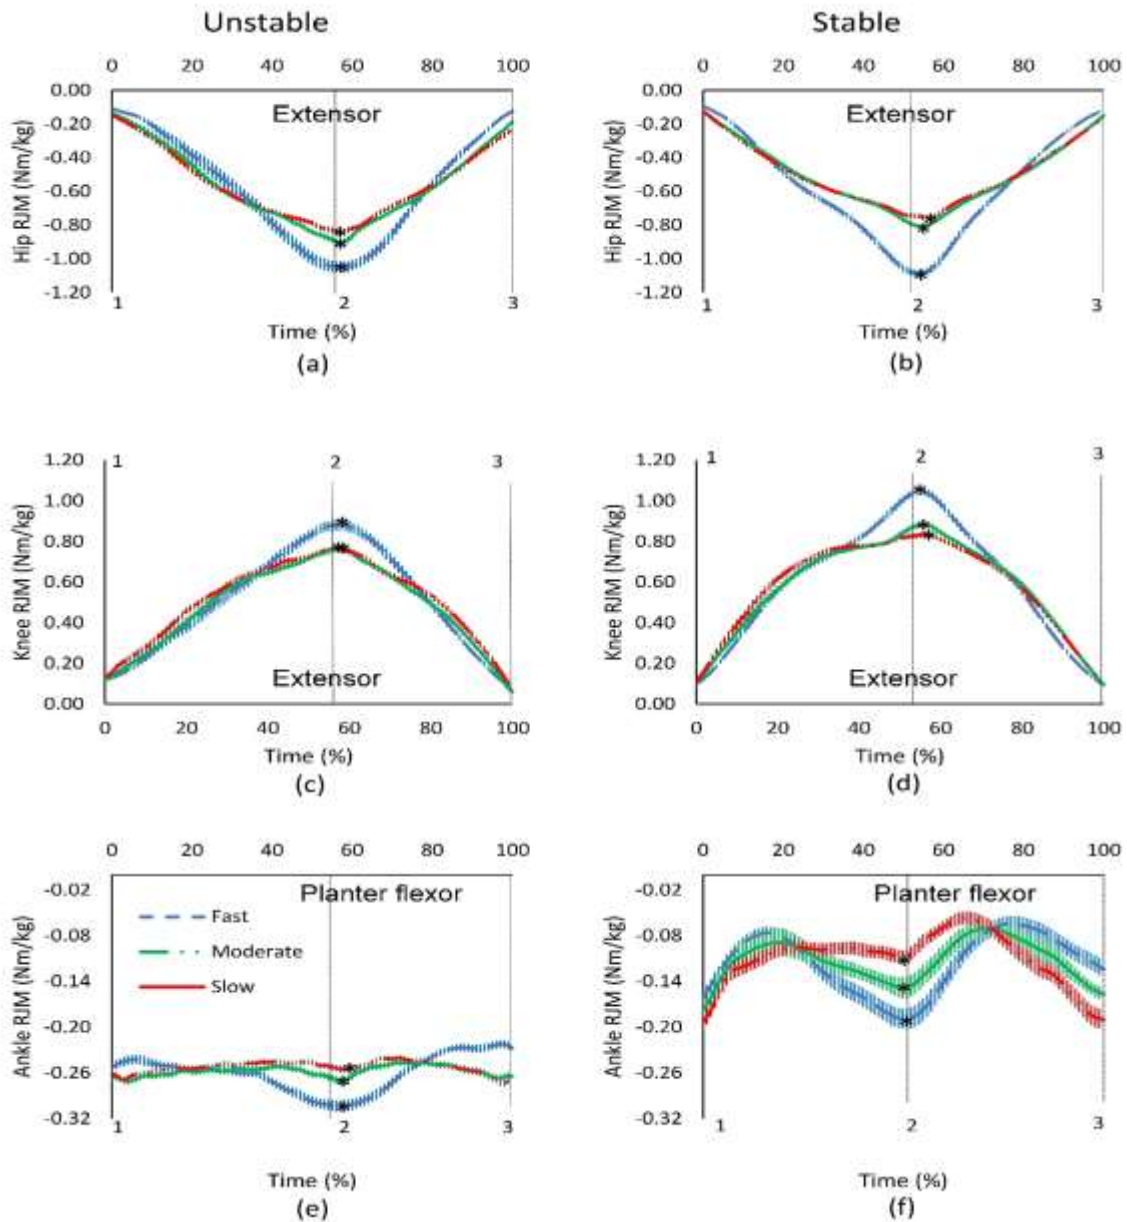 Unstable
Stable
0 20 40 60 80 100
0 20 40 60 80 100
0.00
-0.20
-0.40
-0.60
-0.80
-1.00
-1.20
Hip RJM (Nm/kg)
Extensor
1 2 3
Time (%)
(a)
0.00
-0.20
-0.40
-0.60
-0.80
-1.00
-1.20
Hip RJM (Nm/kg)
Extensor
1 2 3
Time (%)
(b)
1 2 3
1.20
1.00
0.80
0.60
0.40
0.20
0.00
Knee RJM (Nm/kg)
Extensor
0 20 40 60 80 100
Time (%)
(c)
1 2 3
1.20
1.00
0.80
0.60
0.40
0.20
0.00
Knee RJM (Nm/kg)
Extensor
0 20 40 60 80 100
Time (%)
(d)
0 20 40 60 80 100
-0.02
-0.08
-0.14
-0.20
-0.26
-0.32
Ankle RJM (Nm/kg)
Planter flexor
Fast
Moderate
Slow
1 2 3
Time (%)
(e)
0 20 40 60 80 100
-0.02
-0.08
-0.14
-0.20
-0.26
-0.32
Ankle RJM (Nm/kg)
Planter flexor
1 2 3
Time (%)
(f)